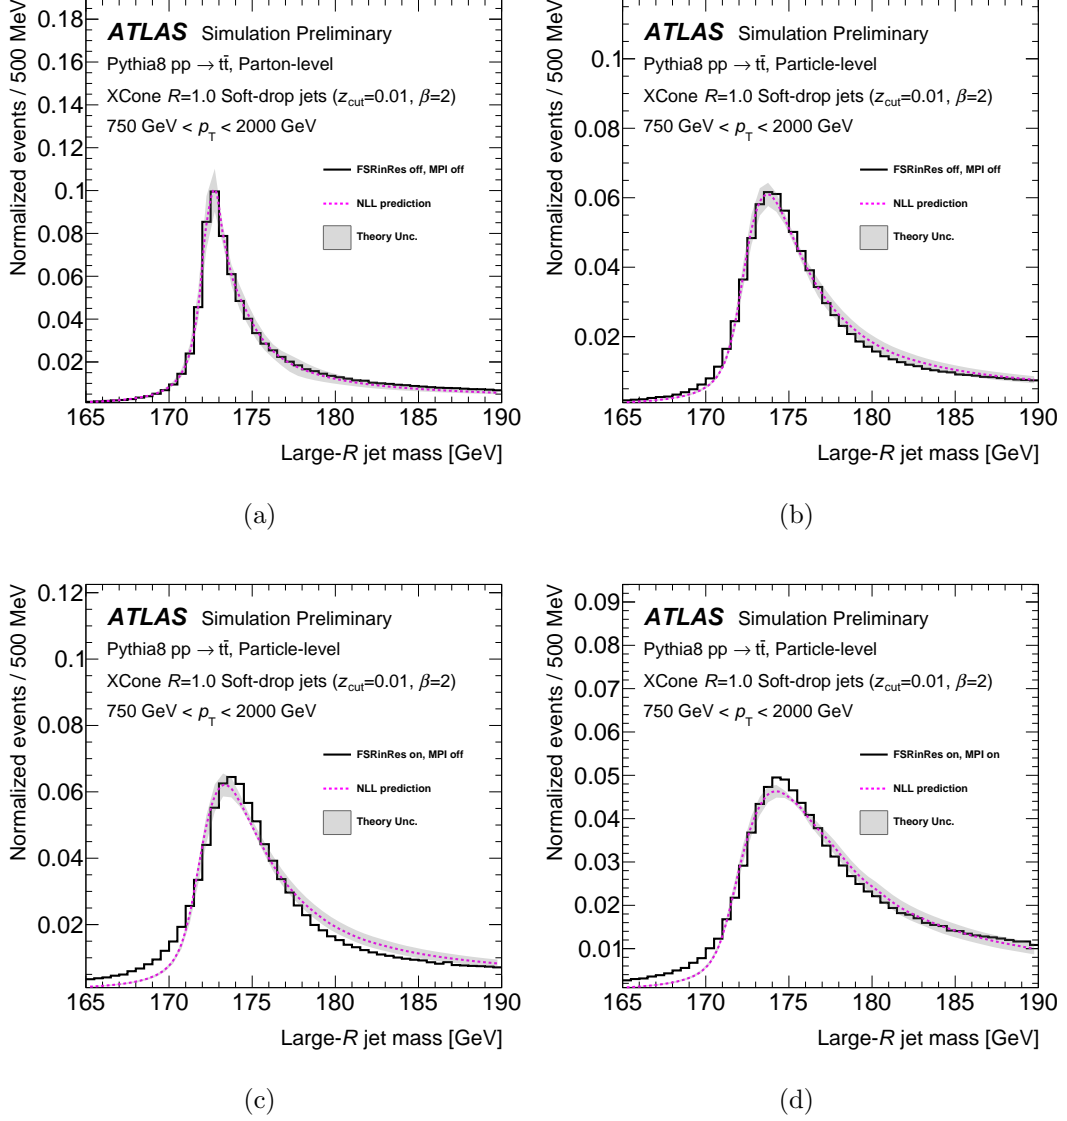 Normalized events / 500 MeV
0.18
0.16
0.14
0.12
0.1
0.08
0.06
0.04
0.02
ATLAS Simulation Preliminary
Pythia8 pp → tt̄, Parton-level
XCone R=1.0 Soft-drop jets (z_cut=0.01, β=2)
750 GeV < p_T < 2000 GeV
FSRinRes off, MPI off
NLL prediction
Theory Unc.
165 170 175 180 185 190
Large-R jet mass [GeV]
(a)
Normalized events / 500 MeV
0.1
0.08
0.06
0.04
0.02
ATLAS Simulation Preliminary
Pythia8 pp → tt̄, Particle-level
XCone R=1.0 Soft-drop jets (z_cut=0.01, β=2)
750 GeV < p_T < 2000 GeV
FSRinRes off, MPI off
NLL prediction
Theory Unc.
165 170 175 180 185 190
Large-R jet mass [GeV]
(b)
Normalized events / 500 MeV
0.12
0.1
0.08
0.06
0.04
0.02
ATLAS Simulation Preliminary
Pythia8 pp → tt̄, Particle-level
XCone R=1.0 Soft-drop jets (z_cut=0.01, β=2)
750 GeV < p_T < 2000 GeV
FSRinRes on, MPI off
NLL prediction
Theory Unc.
165 170 175 180 185 190
Large-R jet mass [GeV]
(c)
Normalized events / 500 MeV
0.09
0.08
0.07
0.06
0.05
0.04
0.03
0.02
0.01
ATLAS Simulation Preliminary
Pythia8 pp → tt̄, Particle-level
XCone R=1.0 Soft-drop jets (z_cut=0.01, β=2)
750 GeV < p_T < 2000 GeV
FSRinRes on, MPI on
NLL prediction
Theory Unc.
165 170 175 180 185 190
Large-R jet mass [GeV]
(d)